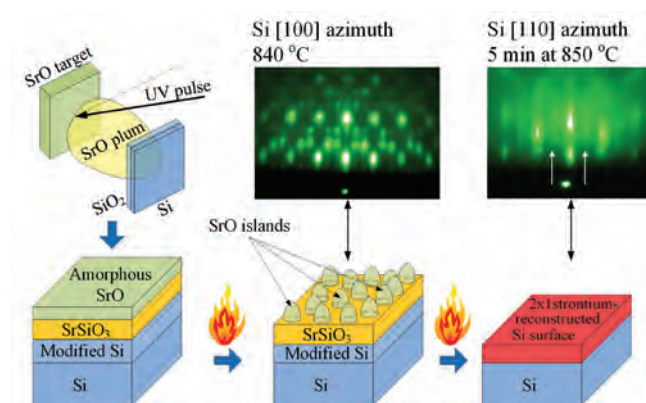 SrO target
UV pulse
SrO plum
SiO₂
Si
Si [100] azimuth
840 °C
Si [110] azimuth
5 min at 850 °C
SrO islands
Amorphous
SrO
SrSiO₃
Modified Si
Si
SrSiO₃
Modified Si
Si
2x1strontium-
reconstructed
Si surface
Si